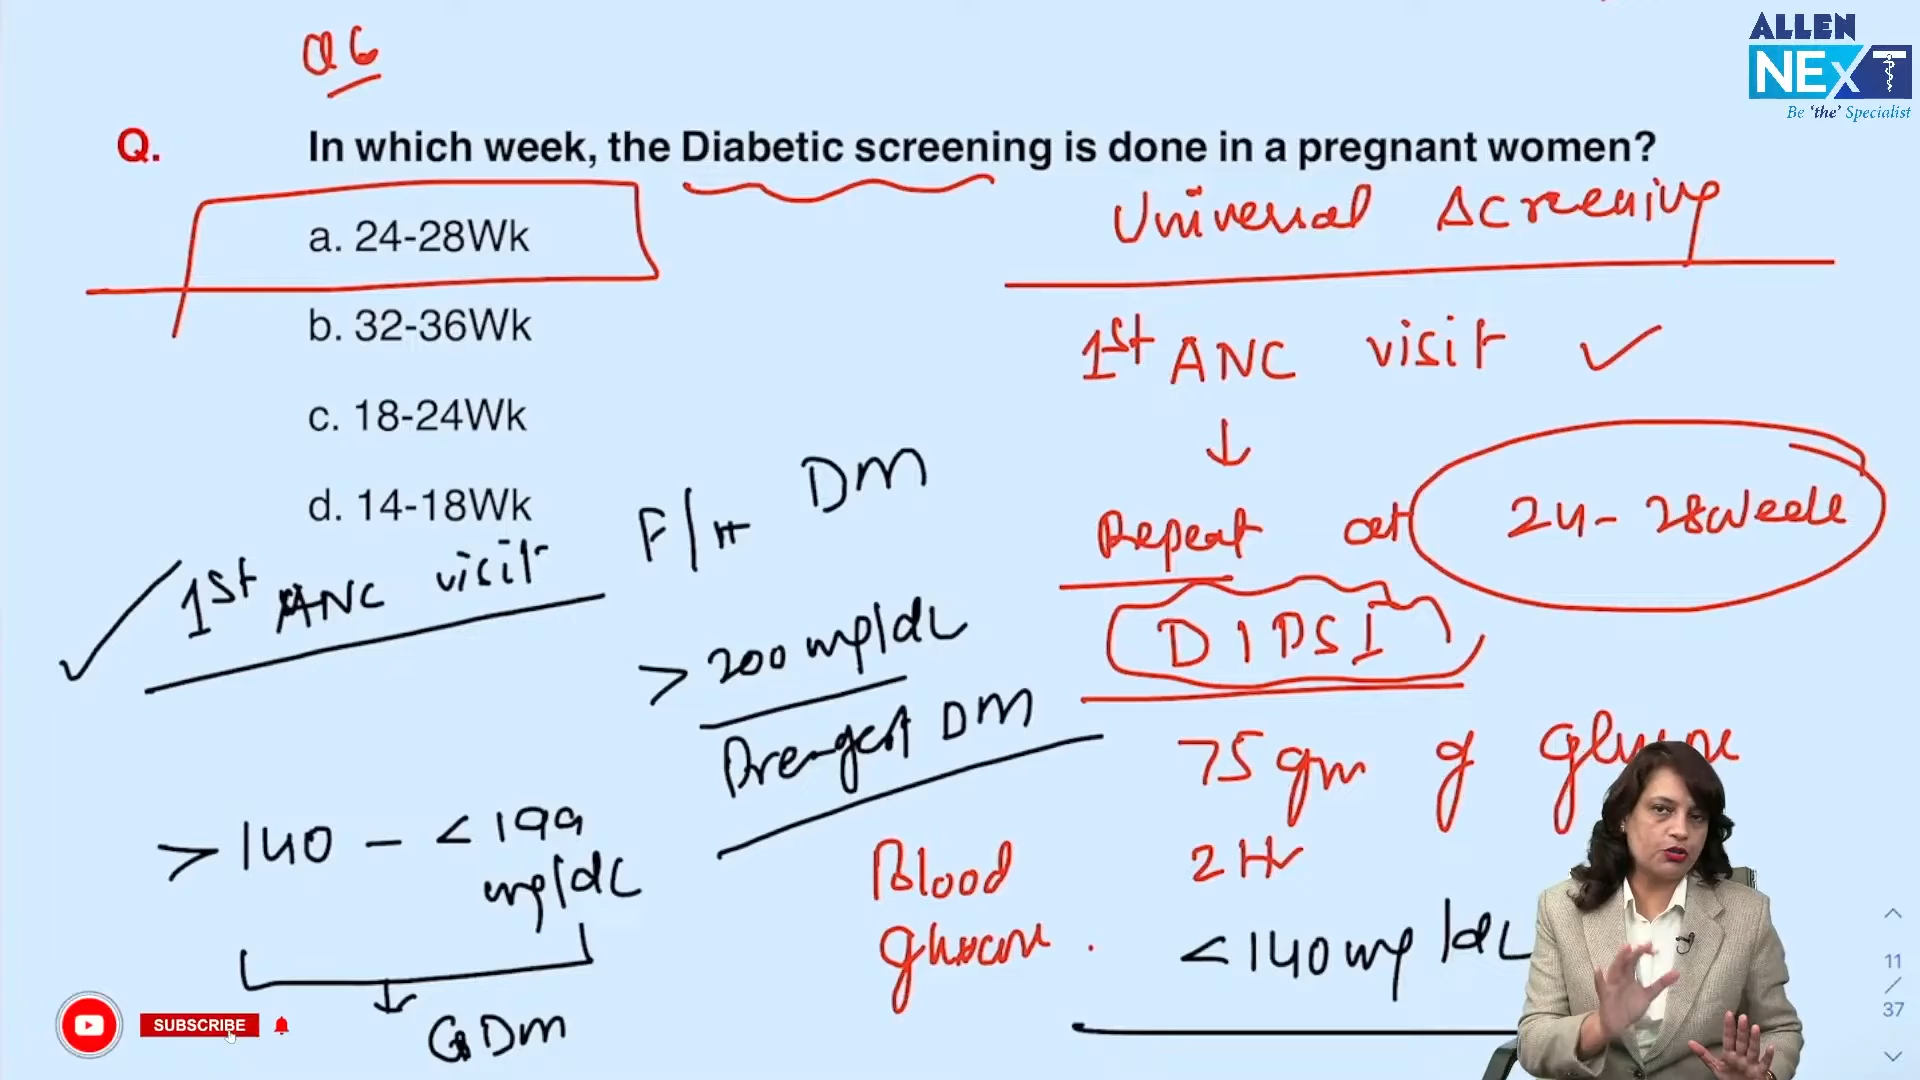 Q6
ALLEN
NEXT
Be 'the' Specialist
Q. In which week, the Diabetic screening is done in a pregnant women?
a. 24-28Wk
b. 32-36Wk
c. 18-24Wk
d. 14-18Wk
Universal Screening
1st ANC visit ✓
↓
Repeat at 24-28 week
DIPSI
75 gm of glucose
2 Hr
Blood
glucose.
<140 mg/dL
✓ 1st ANC visit
F/H DM
> 200 mg/dL
Pregest DM
>140 - <199
mg/dL
↓
GDM
SUBSCRIBE
11
/
37